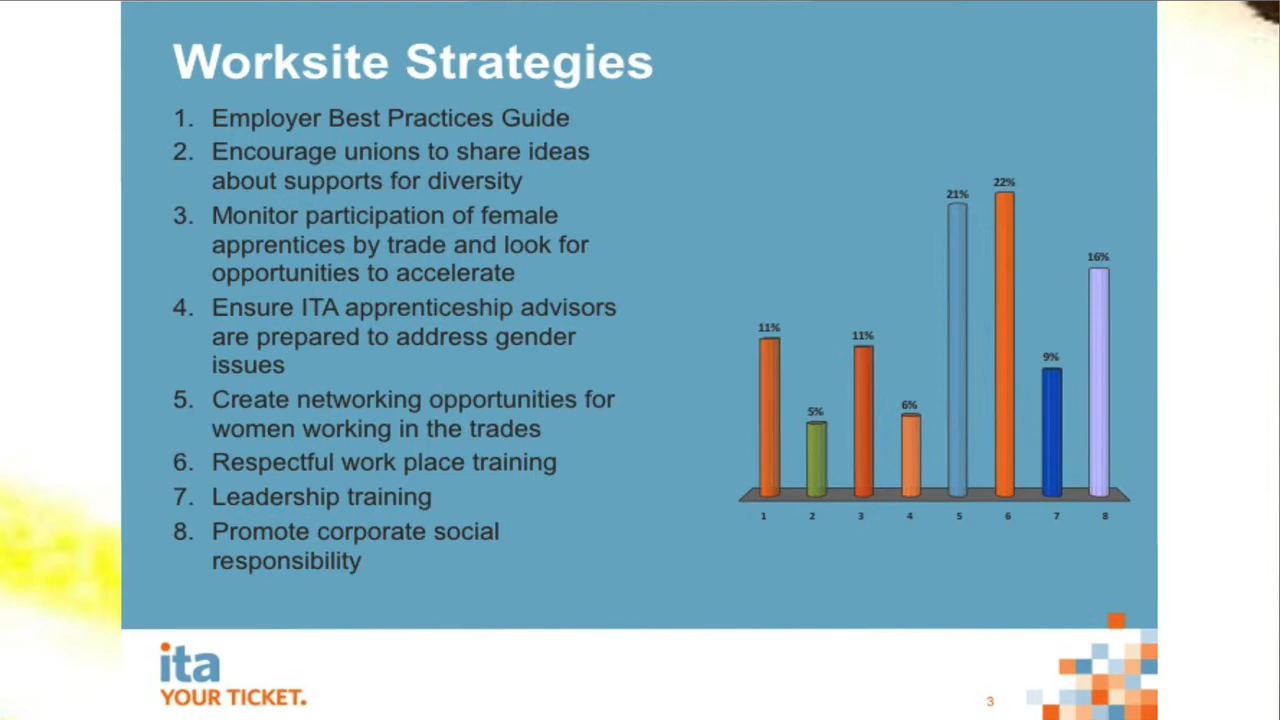 Worksite Strategies
1. Employer Best Practices Guide
2. Encourage unions to share ideas
about supports for diversity
3. Monitor participation of female
apprentices by trade and look for
opportunities to accelerate
4. Ensure ITA apprenticeship advisors
are prepared to address gender
issues
5. Create networking opportunities for
women working in the trades
6. Respectful work place training
7. Leadership training
8. Promote corporate social
responsibility
11%
5%
11%
6%
21%
22%
9%
16%
1 2 3 4 5 6 7 8
ita
YOUR TICKET.
3